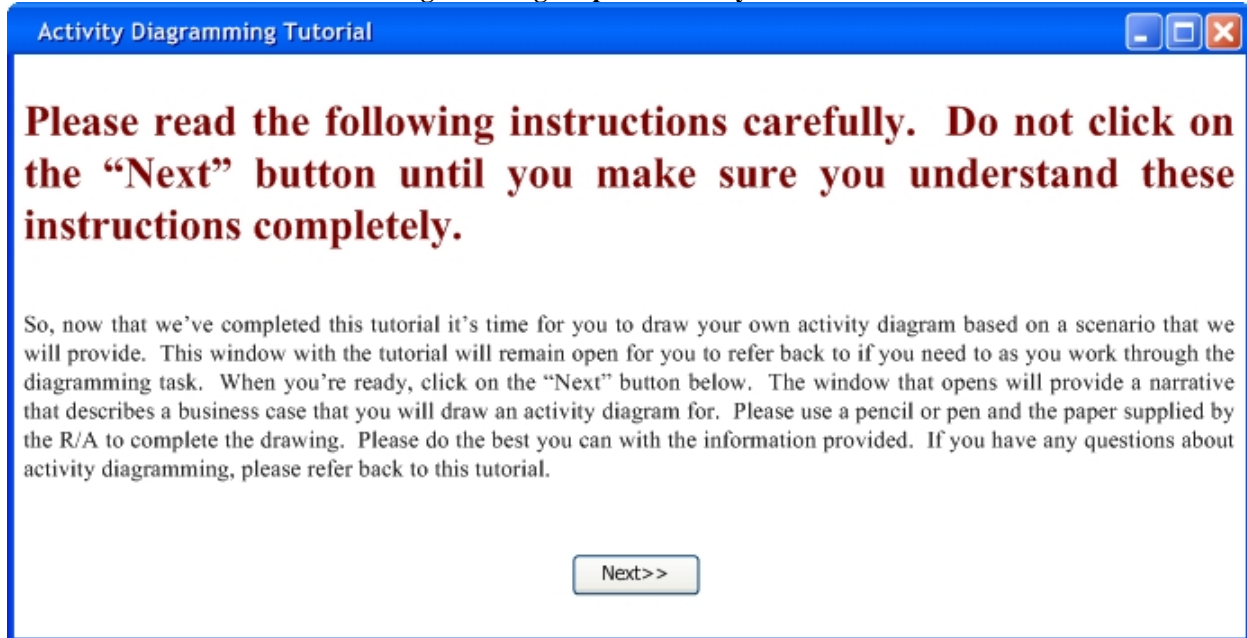 Activity Diagramming Tutorial
Please read the following instructions carefully. Do not click on
the “Next” button until you make sure you understand these
instructions completely.
So, now that we’ve completed this tutorial it’s time for you to draw your own activity diagram based on a scenario that we
will provide. This window with the tutorial will remain open for you to refer back to if you need to as you work through the
diagramming task. When you’re ready, click on the “Next” button below. The window that opens will provide a narrative
that describes a business case that you will draw an activity diagram for. Please use a pencil or pen and the paper supplied by
the R/A to complete the drawing. Please do the best you can with the information provided. If you have any questions about
activity diagramming, please refer back to this tutorial.
Next>>